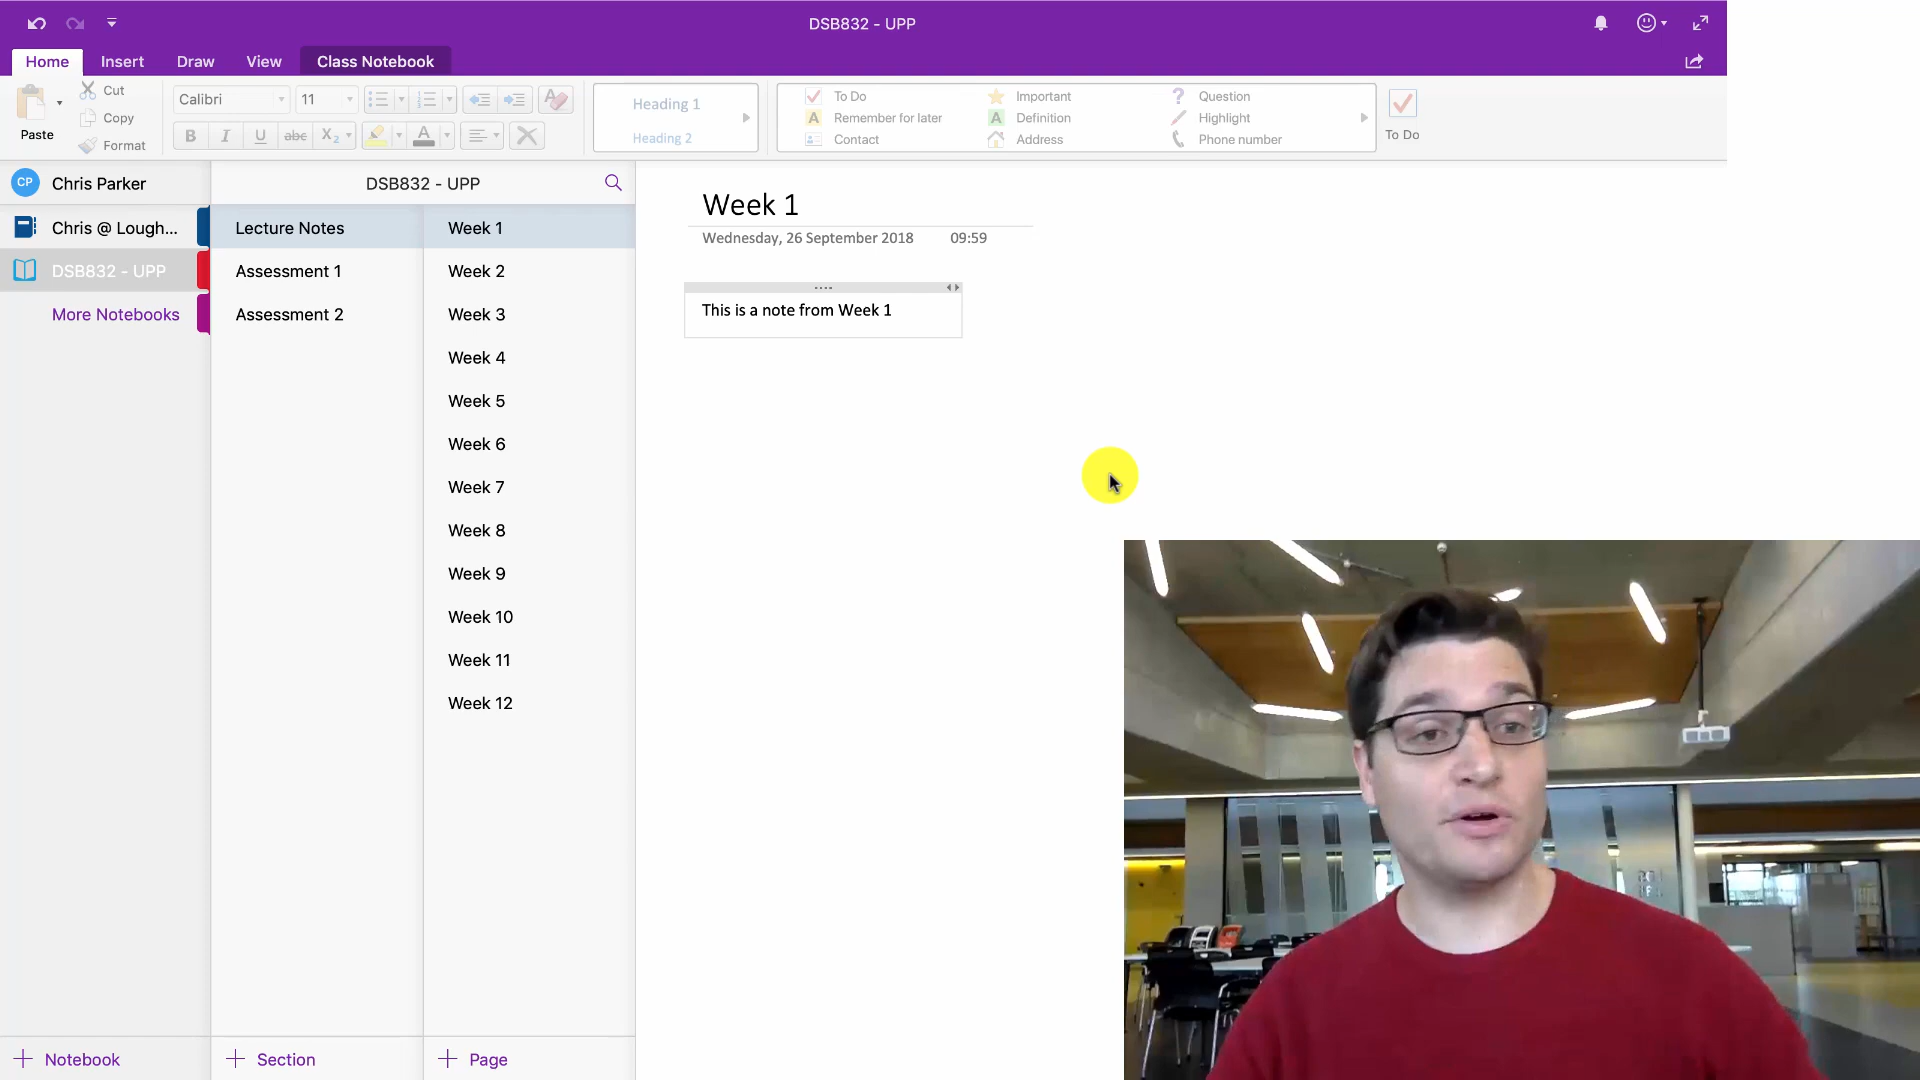 DSB832 - UPP
Home
Insert
Draw
View
Class Notebook
Paste
Cut
Copy
Format
Calibri
11
B
I
U
abc
X₂
A
Heading 1
Heading 2
To Do
Remember for later
Contact
Important
Definition
Address
Question
Highlight
Phone number
To Do
CP
Chris Parker
Chris @ Lough...
DSB832 - UPP
More Notebooks
DSB832 - UPP
Lecture Notes
Assessment 1
Assessment 2
Week 1
Week 2
Week 3
Week 4
Week 5
Week 6
Week 7
Week 8
Week 9
Week 10
Week 11
Week 12
Week 1
Wednesday, 26 September 2018 09:59
This is a note from Week 1
Notebook
Section
Page